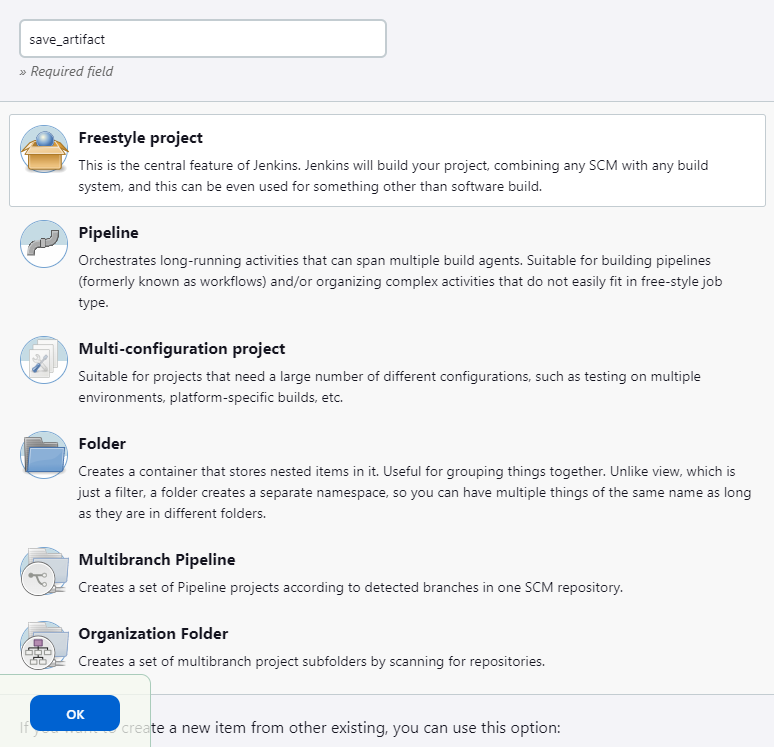 save_artifact
» Required field
Freestyle project
This is the central feature of Jenkins. Jenkins will build your project, combining any SCM with any build
system, and this can be even used for something other than software build.
Pipeline
Orchestrates long-running activities that can span multiple build agents. Suitable for building pipelines
(formerly known as workflows) and/or organizing complex activities that do not easily fit in free-style job
type.
Multi-configuration project
Suitable for projects that need a large number of different configurations, such as testing on multiple
environments, platform-specific builds, etc.
Folder
Creates a container that stores nested items in it. Useful for grouping things together. Unlike view, which is
just a filter, a folder creates a separate namespace, so you can have multiple things of the same name as long
as they are in different folders.
Multibranch Pipeline
Creates a set of Pipeline projects according to detected branches in one SCM repository.
Organization Folder
Creates a set of multibranch project subfolders by scanning for repositories.
OK
If you want to create a new item from other existing, you can use this option: